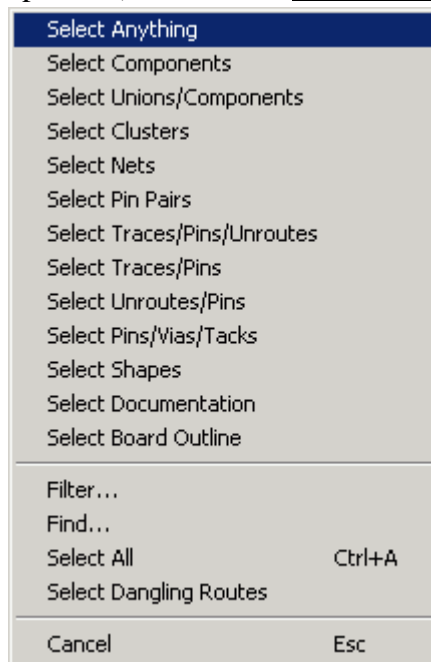 Select Anything
Select Components
Select Unions/Components
Select Clusters
Select Nets
Select Pin Pairs
Select Traces/Pins/Unroutes
Select Traces/Pins
Select Unroutes/Pins
Select Pins/Vias/Tacks
Select Shapes
Select Documentation
Select Board Outline
Filter...
Find...
Select All Ctrl+A
Select Dangling Routes
Cancel Esc